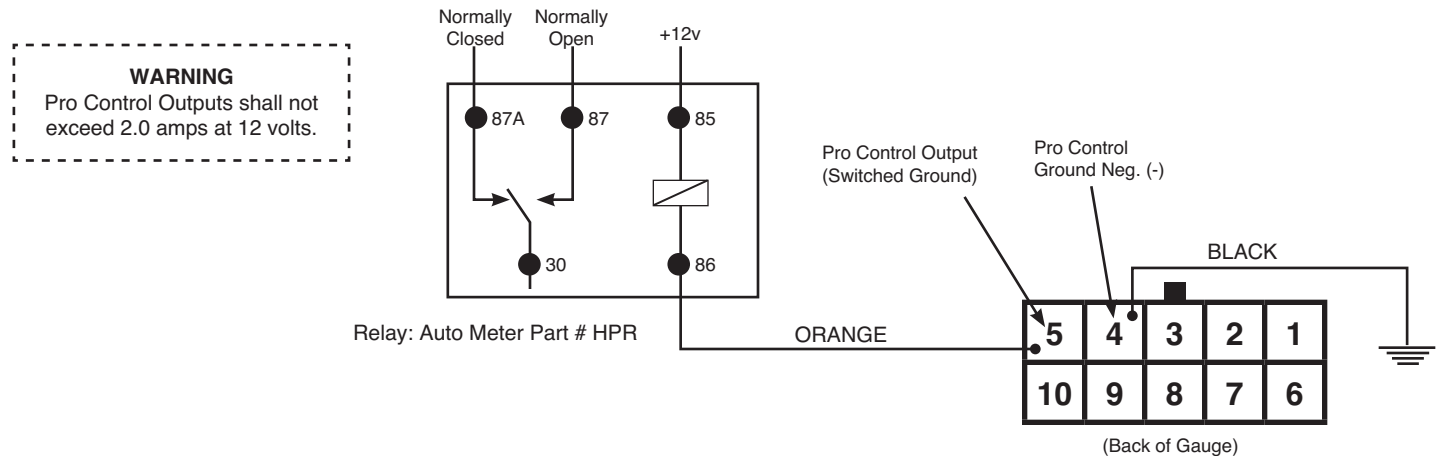 WARNING
Pro Control Outputs shall not
exceed 2.0 amps at 12 volts.
Normally
Closed
Normally
Open
+12v
87A
87
85
30
86
Relay: Auto Meter Part # HPR
ORANGE
Pro Control Output
(Switched Ground)
Pro Control
Ground Neg. (-)
BLACK
5 4 3 2 1
10 9 8 7 6
(Back of Gauge)